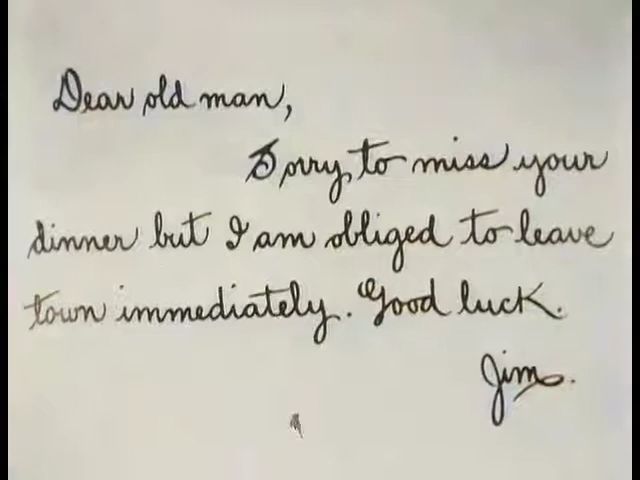 Dear old man,
Sorry, to miss your
dinner but I am obliged to leave
town immediately. Good luck.
Jim.